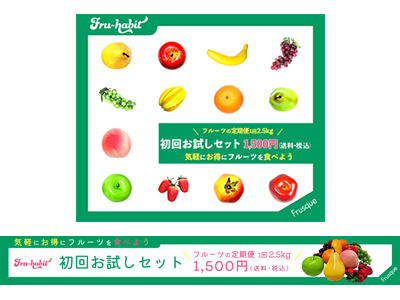 Fru-habit
フルーツの定期便1回2.5kg
初回お試しセット 1,500円(送料・税込)
気軽にお得にフルーツを食べよう
Frusque
気軽にお得にフルーツを食べよう
Fru-habit 初回お試しセット
フルーツの定期便 1回2.5kg
1,500円(送料・税込)
Frusque